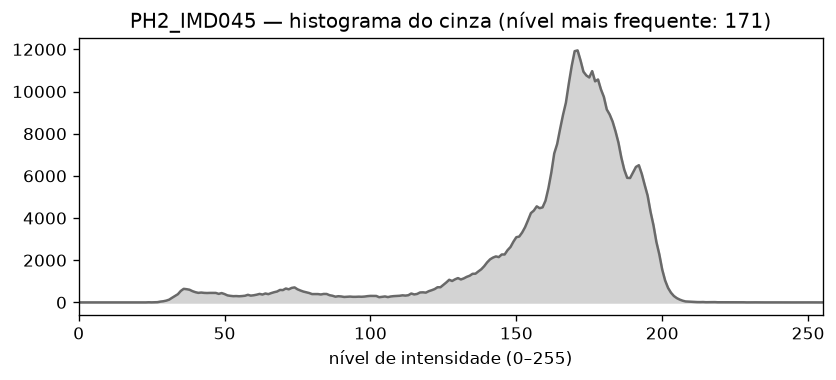 PH2_IMD045 — histograma do cinza (nível mais frequente: 171)
12000
10000
8000
6000
4000
2000
0
0 50 100 150 200 250
nível de intensidade (0–255)